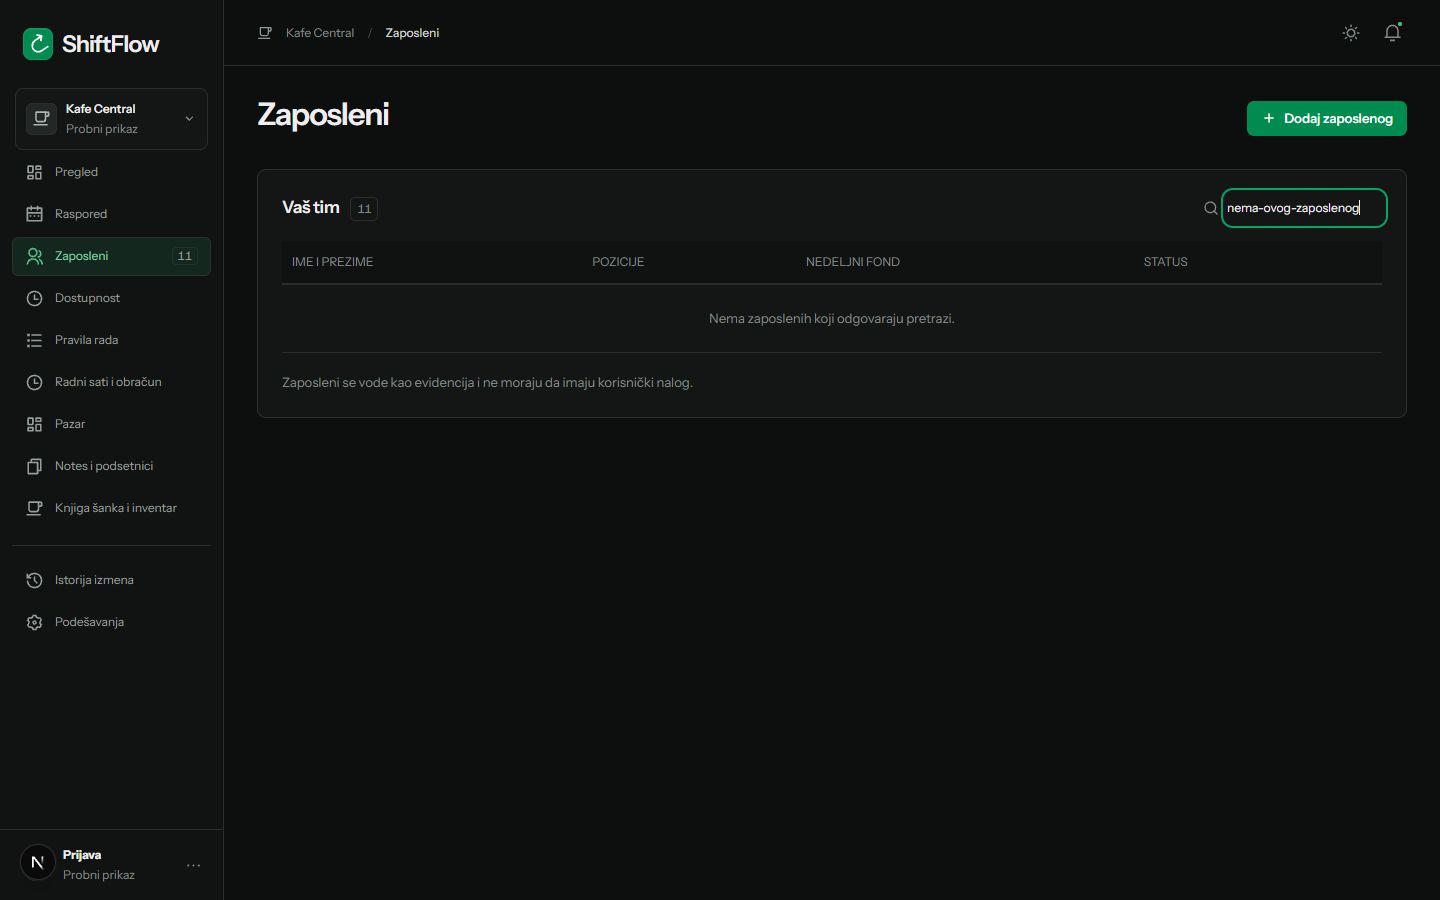 ShiftFlow
Kafe Central
Probni prikaz
Pregled
Raspored
Zaposleni 11
Dostupnost
Pravila rada
Radni sati i obračun
Pazar
Notes i podsetnici
Knjiga šanka i inventar
Istorija izmena
Podešavanja
N Prijava
Probni prikaz
Kafe Central / Zaposleni
Zaposleni
+ Dodaj zaposlenog
Vaš tim 11
nema-ovog-zaposlenog
IME I PREZIME POZICIJE NEDELJNI FOND STATUS
Nema zaposlenih koji odgovaraju pretrazi.
Zaposleni se vode kao evidencija i ne moraju da imaju korisnički nalog.